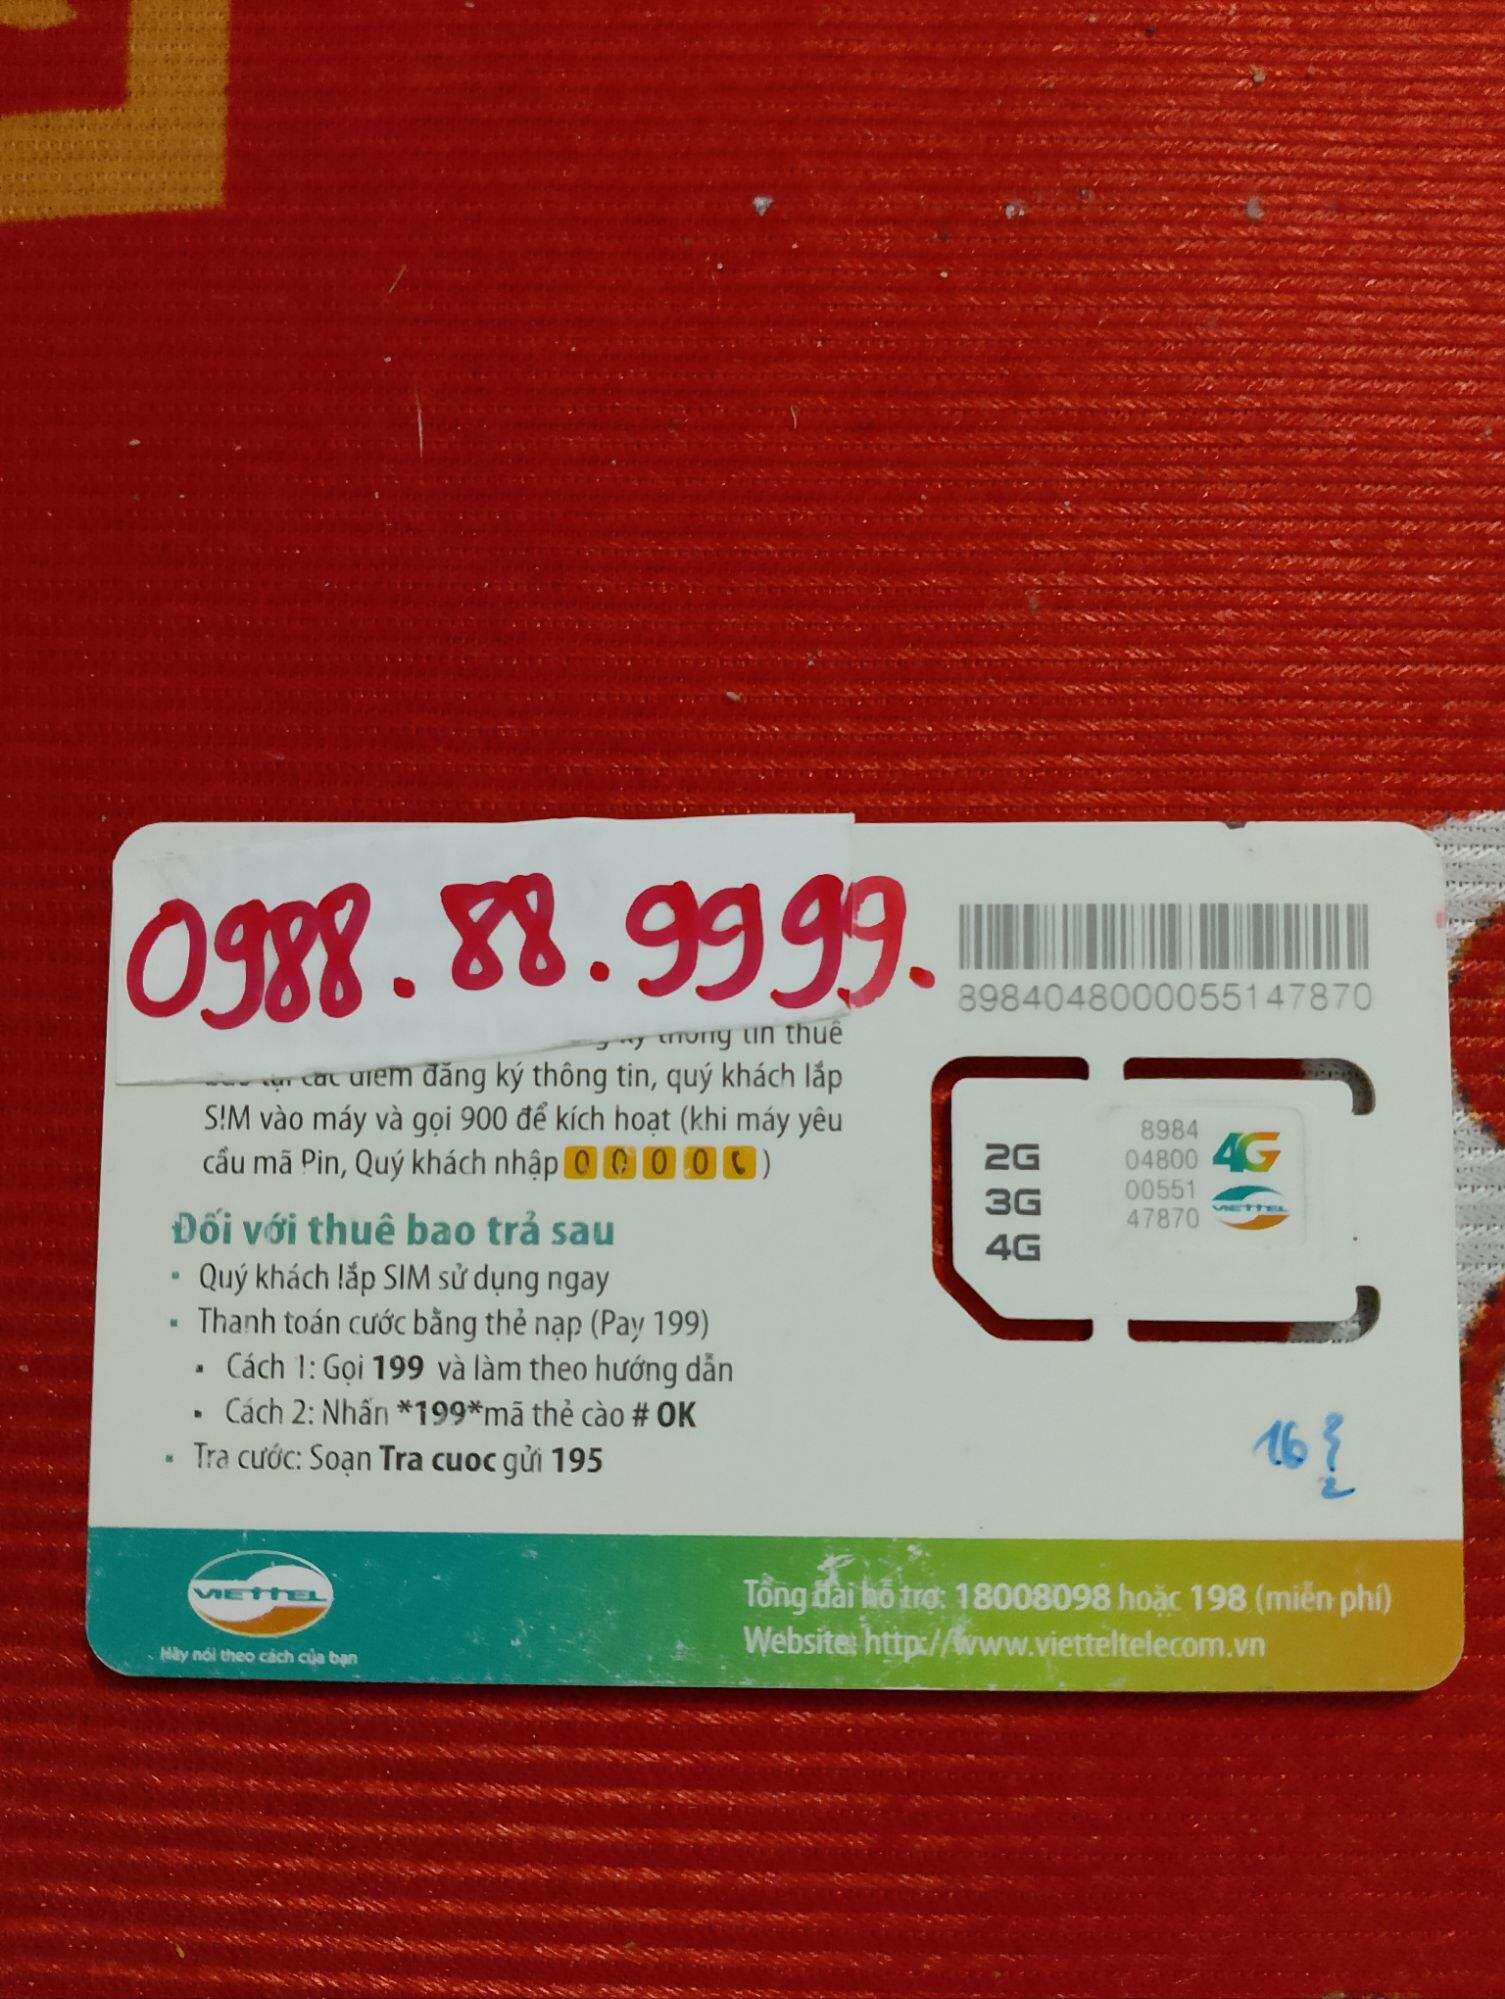 0988.88.9999.
8984048000055147870
thông tin thuê
các điểm đăng ký thông tin, quý khách lắp
SIM vào máy và gọi 900 để kích hoạt (khi máy yêu
cầu mã Pin, Quý khách nhập 0 0 0 0 )
Đối với thuê bao trả sau
• Quý khách lắp SIM sử dụng ngay
• Thanh toán cước bằng thẻ nạp (Pay 199)
• Cách 1: Gọi 199 và làm theo hướng dẫn
• Cách 2: Nhấn *199*mã thẻ cào # OK
• Tra cước: Soạn Tra cuoc gửi 195
2G
3G
4G
8984
04800
00551
47870
4G
VIETTEL
16
VIETTEL
Hãy nói theo cách của bạn
Tổng đài hỗ trợ: 18008098 hoặc 198 (miễn phí)
Website: http://www.vietteltelecom.vn